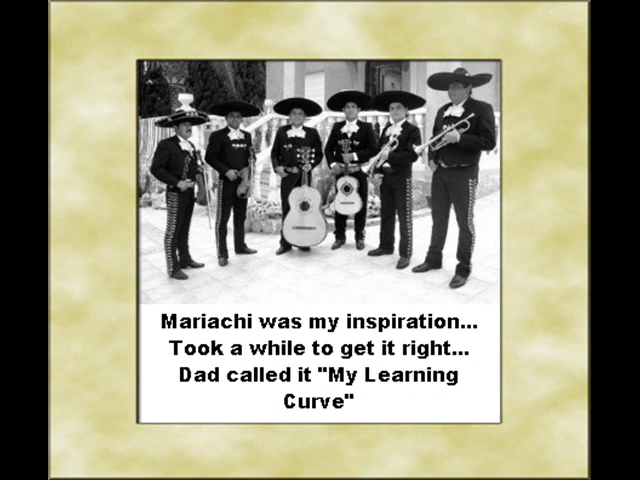 Mariachi was my inspiration...
Took a while to get it right...
Dad called it "My Learning
Curve"